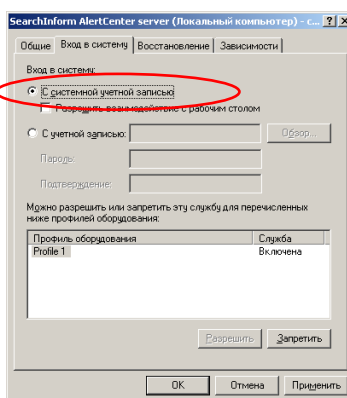 SearchInform AlertCenter server (Локальный компьютер) - с...
Общие Вход в систему Восстановление Зависимости
Вход в систему:
С системной учетной записью
Разрешить взаимодействие с рабочим столом
С учетной записью: Обзор...
Пароль:
Подтверждение:
Можно разрешить или запретить эту службу для перечисленных
ниже профилей оборудования:
Профиль оборудования Служба
Profile 1 Включена
Разрешить Запретить
OK Отмена Применить